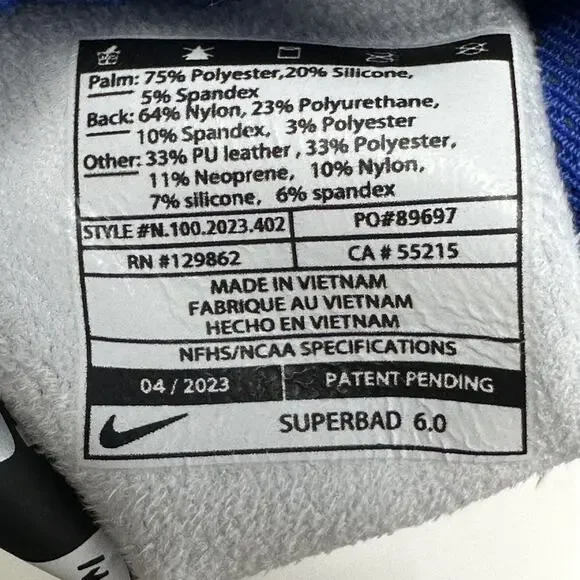 Palm: 75% Polyester,20% Silicone,
5% Spandex
Back: 64% Nylon, 23% Polyurethane,
10% Spandex, 3% Polyester
Other: 33% PU leather , 33% Polyester,
11% Neoprene, 10% Nylon,
7% silicone, 6% spandex
STYLE #N.100.2023.402 PO#89697
RN #129862 CA # 55215
MADE IN VIETNAM
FABRIQUE AU VIETNAM
HECHO EN VIETNAM
NFHS/NCAA SPECIFICATIONS
04 / 2023 PATENT PENDING
SUPERBAD 6.0